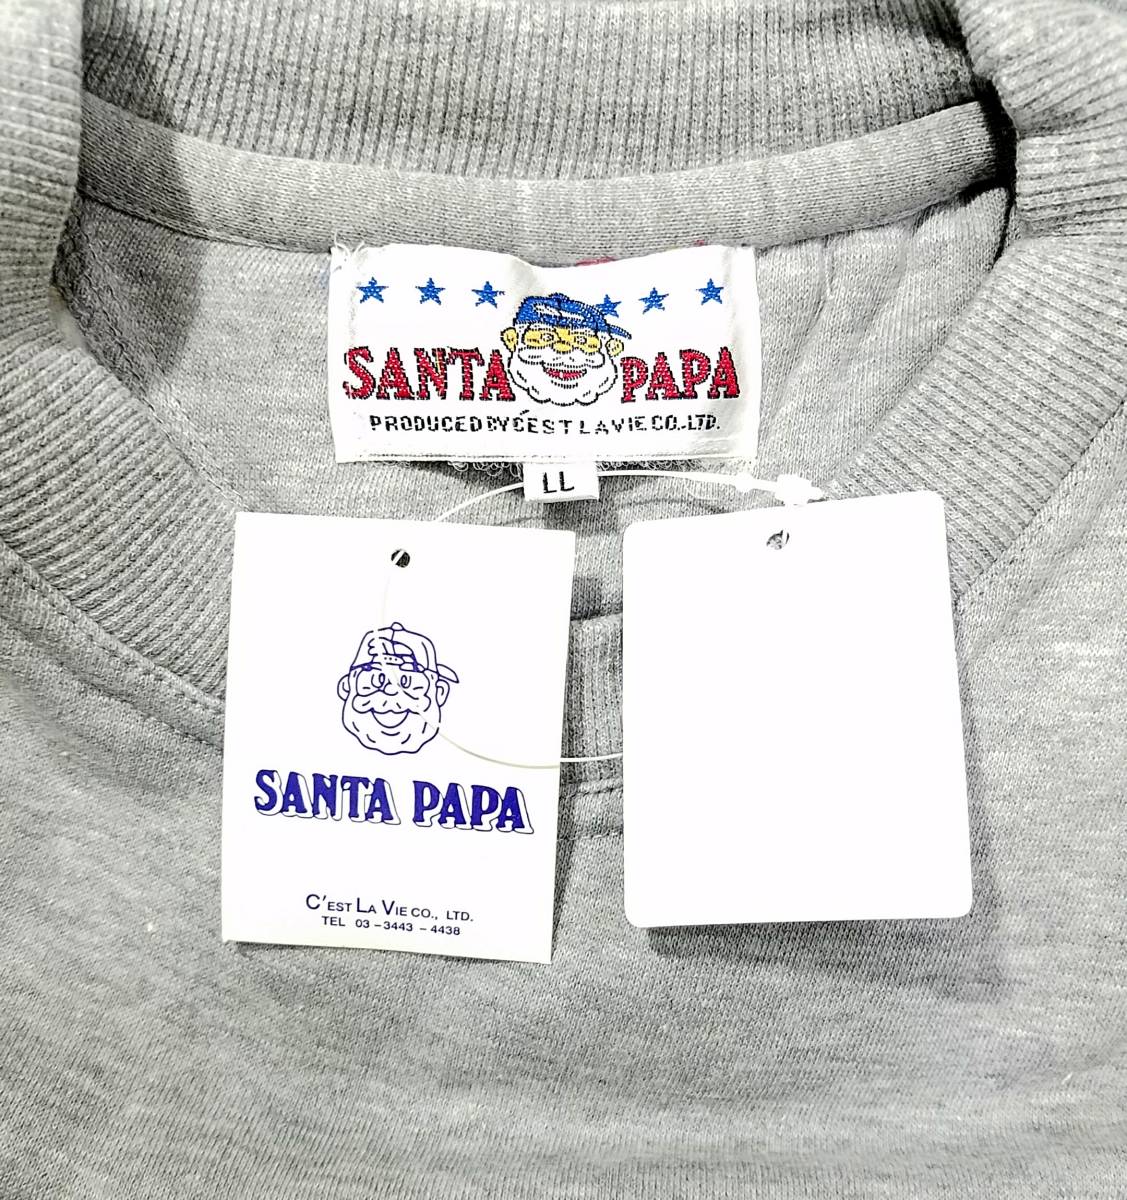 SANTA PAPA
PRODUCED BY C'EST LA VIE CO.,LTD.
LL
SANTA PAPA
C'EST LA VIE CO., LTD.
TEL 03-3443-4438